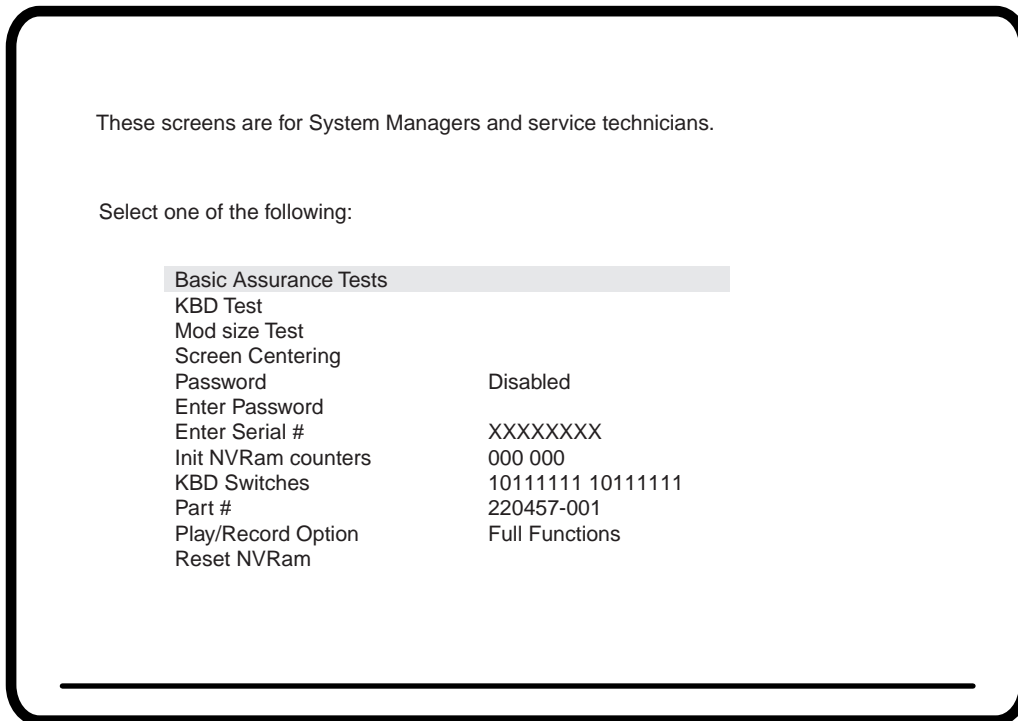 These screens are for System Managers and service technicians.
Select one of the following:
Basic Assurance Tests
KBD Test
Mod size Test
Screen Centering
Password Disabled
Enter Password
Enter Serial # XXXXXXXX
Init NVRam counters 000 000
KBD Switches 10111111 10111111
Part # 220457-001
Play/Record Option Full Functions
Reset NVRam